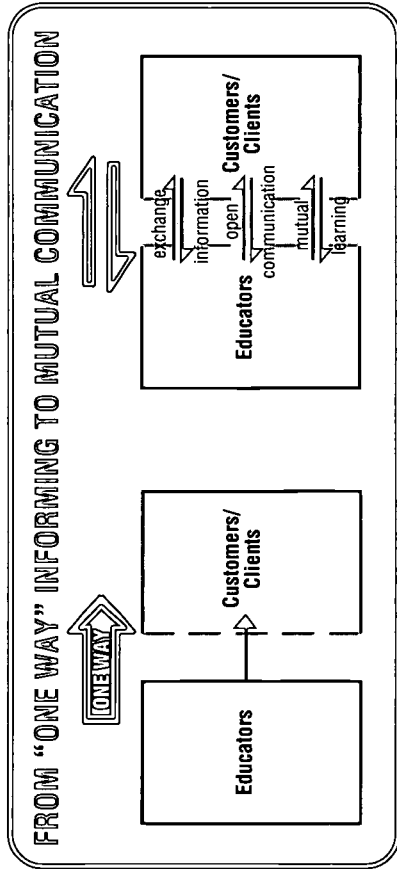 FROM "ONE WAY" INFORMING TO MUTUAL COMMUNICATION
ONE WAY
Educators
Customers/
Clients
Educators
exchange
information
open
communication
mutual
learning
Customers/
Clients